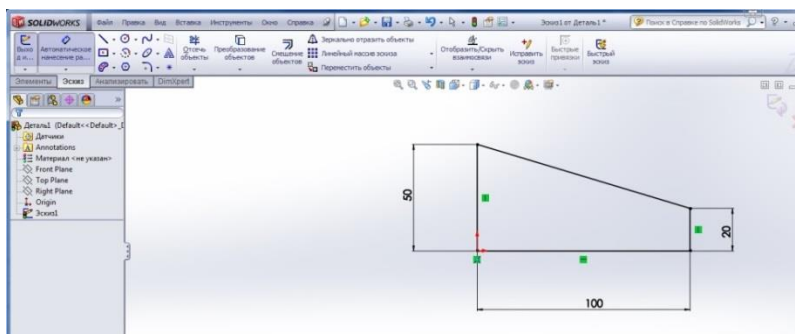 SOLIDWORKS Файл Правка Вид Вставка Инструменты Окно Справка Эскиз1 от Деталь1 * Поиск в Справке по SolidWorks
Выхо д и... Автоматическое нанесение ра... Отсечь объекты Преобразование объектов Смещение объектов Зеркально отразить объекты Отобразить/Скрыть взаимосвязи Исправить эскиз Быстрые привязки Быстрый эскиз
Линейный массив эскиза
Переместить объекты
Элементы Эскиз Анализировать DimXpert
Деталь1 (Default<<Default>_D
Датчики
Annotations
Материал <не указан>
Front Plane
Top Plane
Right Plane
Origin
Эскиз1
50
20
100